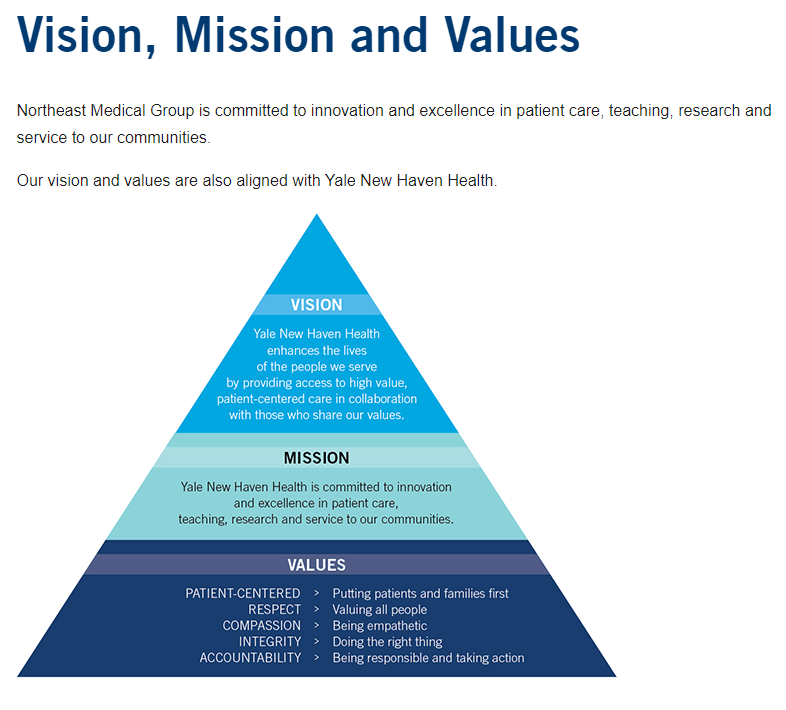 Vision, Mission and Values
Northeast Medical Group is committed to innovation and excellence in patient care, teaching, research and
service to our communities.
Our vision and values are also aligned with Yale New Haven Health.
VISION
Yale New Haven Health
enhances the lives
of the people we serve
by providing access to high value,
patient-centered care in collaboration
with those who share our values.
MISSION
Yale New Haven Health is committed to innovation
and excellence in patient care,
teaching, research and service to our communities.
VALUES
PATIENT-CENTERED > Putting patients and families first
RESPECT > Valuing all people
COMPASSION > Being empathetic
INTEGRITY > Doing the right thing
ACCOUNTABILITY > Being responsible and taking action